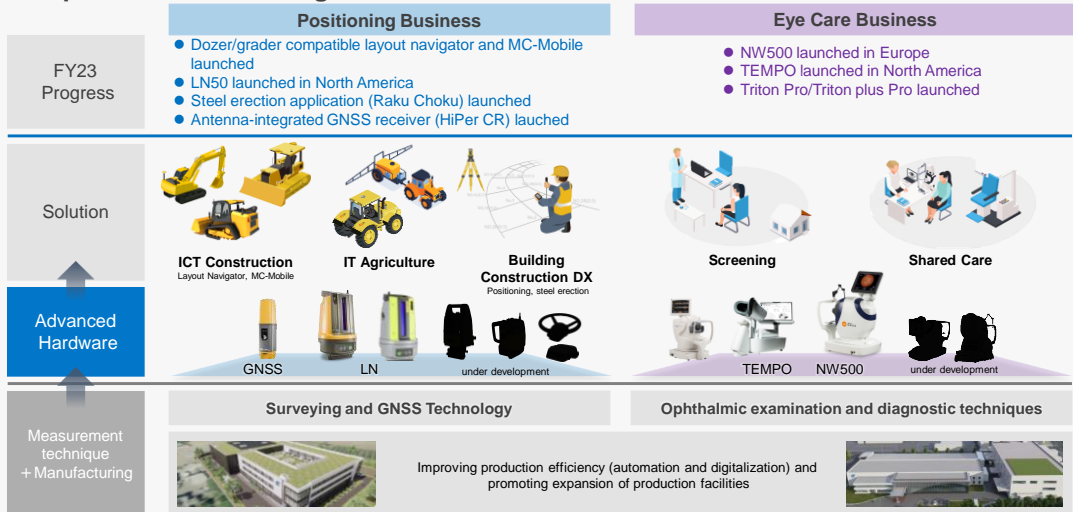 Positioning Business
Eye Care Business
FY23
Progress
● Dozer/grader compatible layout navigator and MC-Mobile
launched
● LN50 launched in North America
● Steel erection application (Raku Choku) launched
● Antenna-integrated GNSS receiver (HiPer CR) lauched
● NW500 launched in Europe
● TEMPO launched in North America
● Triton Pro/Triton plus Pro launched
Solution
ICT Construction
Layout Navigator, MC-Mobile
IT Agriculture
Building
Construction DX
Positioning, steel erection
Screening
Shared Care
Advanced
Hardware
GNSS
LN
under development
TEMPO
NW500
under development
Measurement
technique
＋Manufacturing
Surveying and GNSS Technology
Ophthalmic examination and diagnostic techniques
Improving production efficiency (automation and digitalization) and
promoting expansion of production facilities